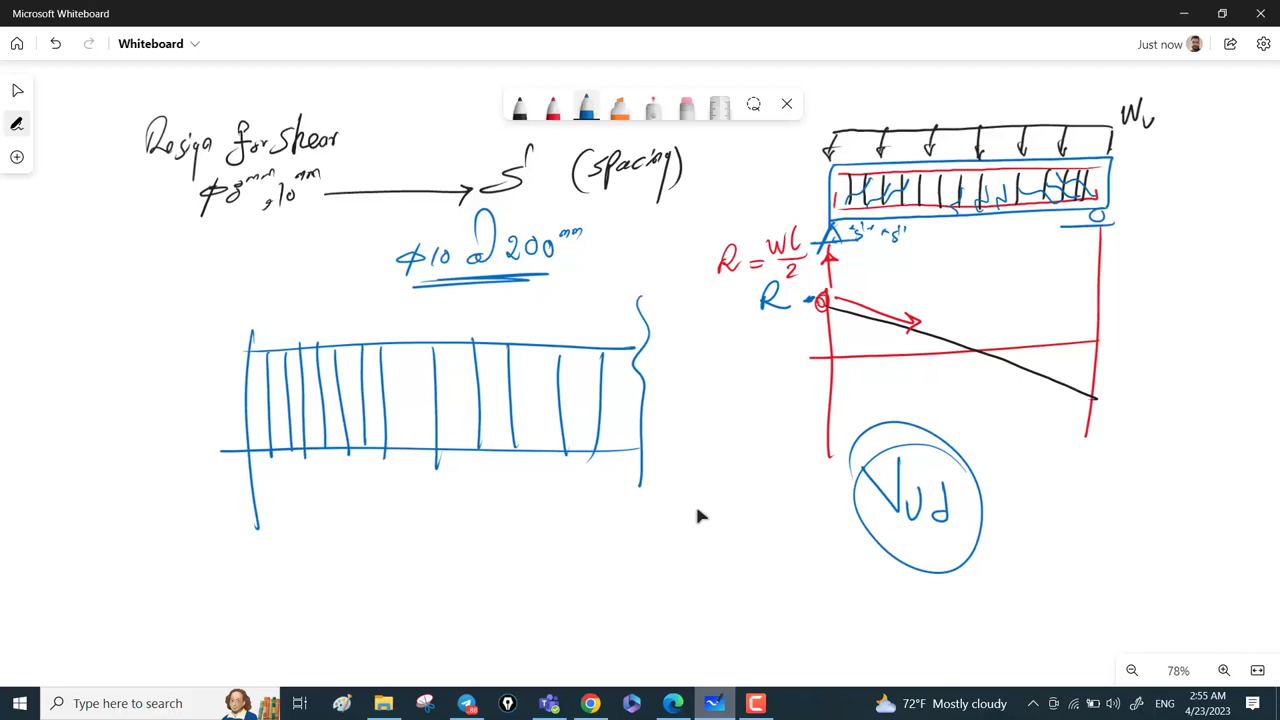 Microsoft Whiteboard
Whiteboard
Just now
Design for shear
φ8mm, 10mm
S (spacing)
φ10 @ 200mm
Wu
R = WL/2
R
Vud
78%
Type here to search
72°F Mostly cloudy
ENG
2:55 AM
4/23/2023